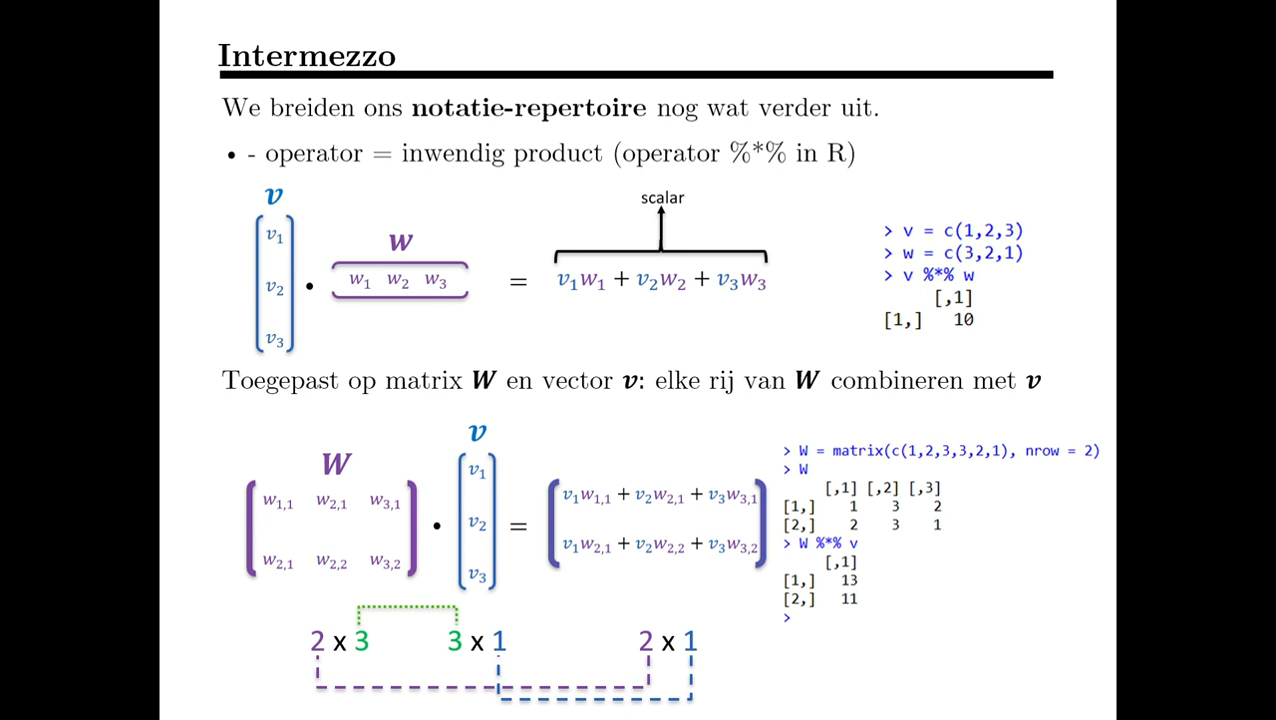 Intermezzo
We breiden ons notatie-repertoire nog wat verder uit.
• - operator = inwendig product (operator %*% in R)
v
v₁
v₂
v₃
•
w
w₁ w₂ w₃
=
scalar
v₁w₁ + v₂w₂ + v₃w₃
> v = c(1,2,3)
> w = c(3,2,1)
> v %*% w
[,1]
[1,] 10
Toegepast op matrix W en vector v: elke rij van W combineren met v
W
w₁,₁ w₂,₁ w₃,₁
w₂,₁ w₂,₂ w₃,₂
•
v
v₁
v₂
v₃
=
v₁w₁,₁ + v₂w₂,₁ + v₃w₃,₁
v₁w₂,₁ + v₂w₂,₂ + v₃w₃,₂
> W = matrix(c(1,2,3,3,2,1), nrow = 2)
> W
[,1] [,2] [,3]
[1,] 1 3 2
[2,] 2 3 1
> W %*% v
[,1]
[1,] 13
[2,] 11
>
2 x 3 3 x 1 2 x 1